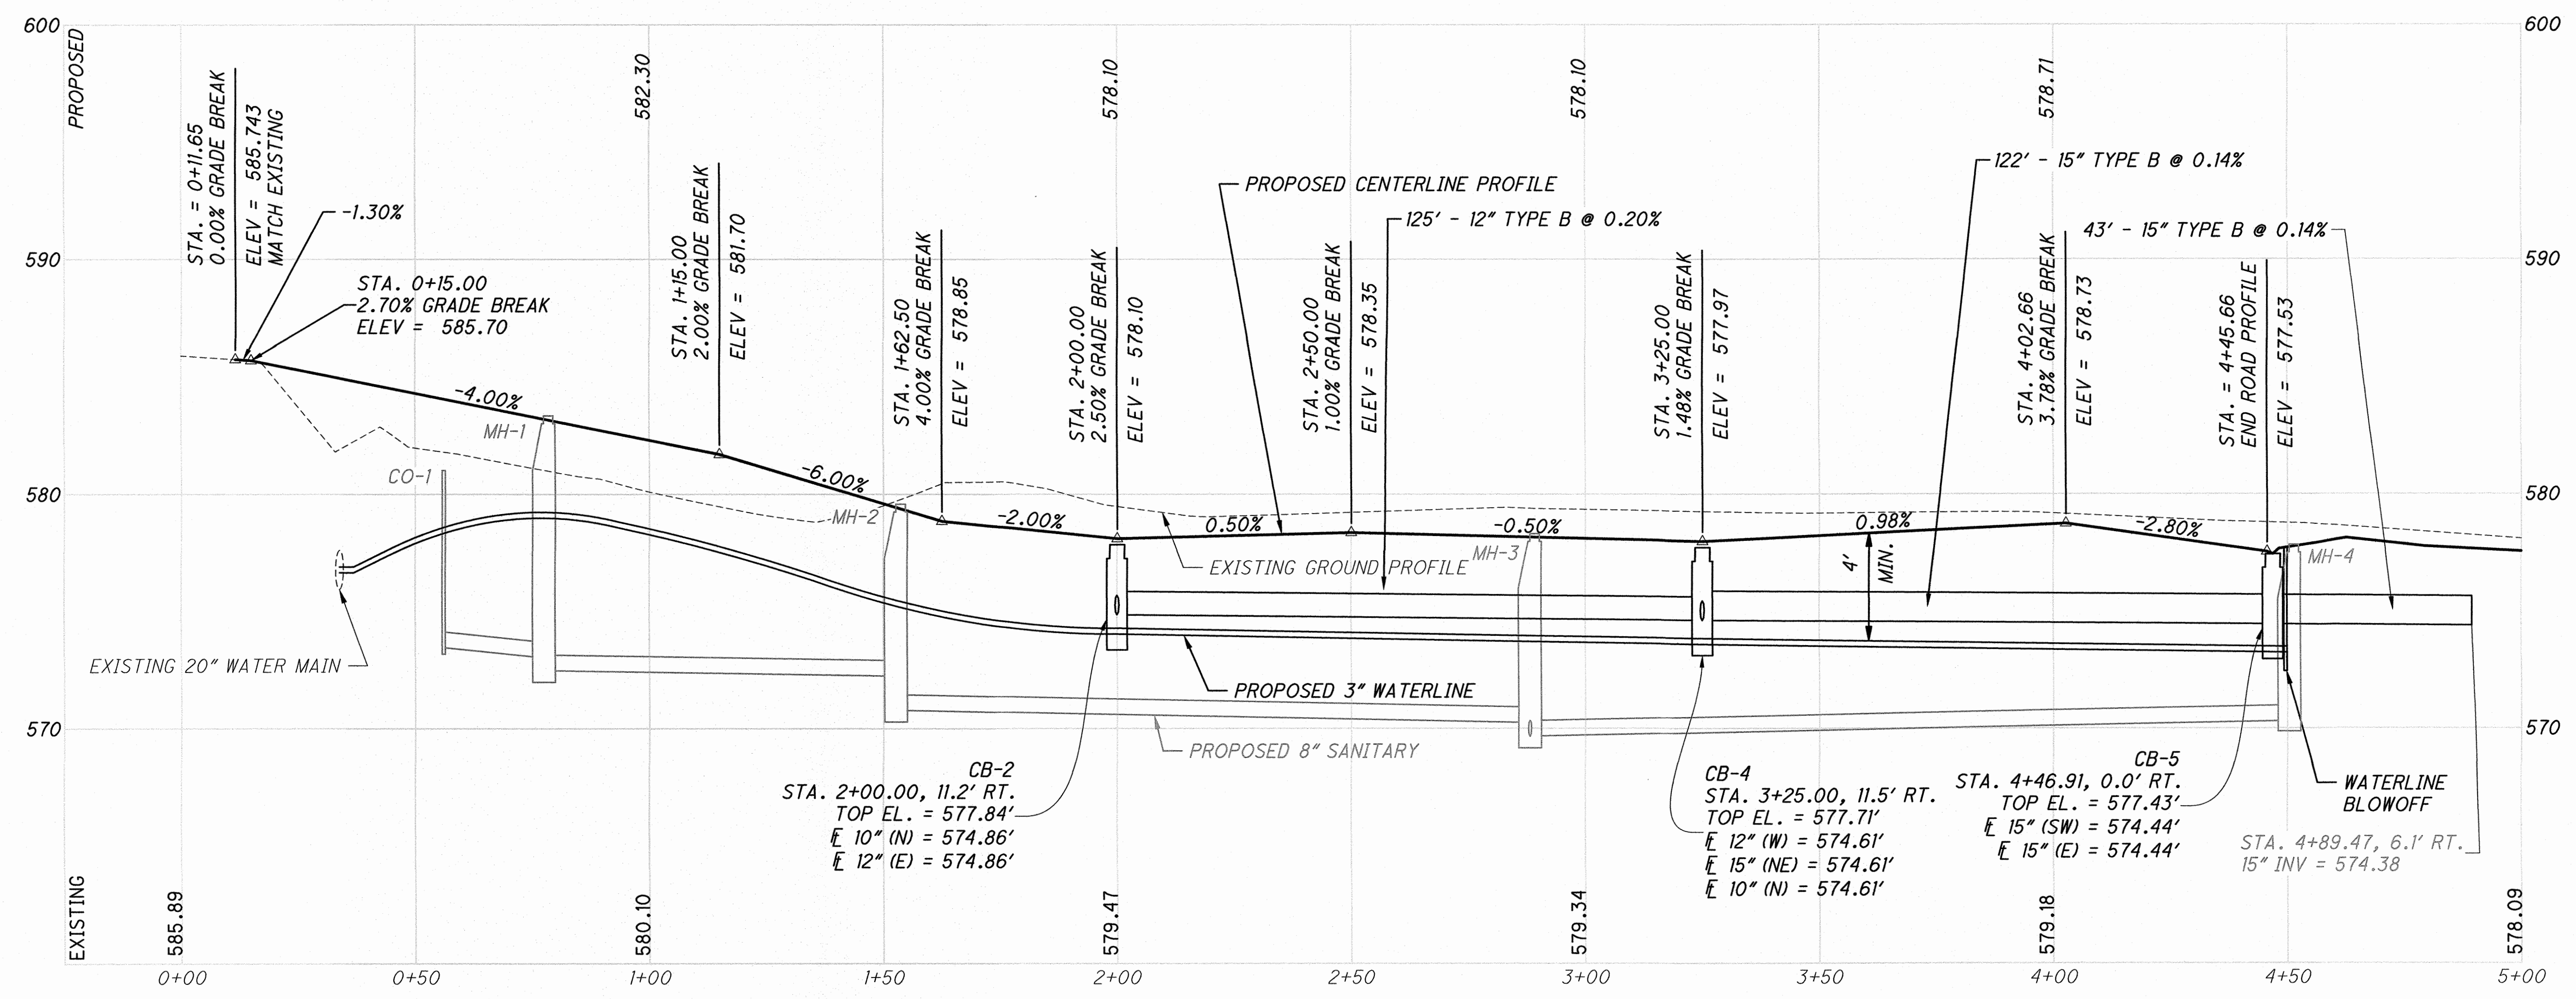 600
600
PROPOSED
582.30
578.10
578.10
578.71
STA. = 0+11.65
0.00% GRADE BREAK
ELEV = 585.743
MATCH EXISTING
-1.30%
STA. 0+15.00
2.70% GRADE BREAK
ELEV = 585.70
STA. 1+15.00
2.00% GRADE BREAK
ELEV = 581.70
STA. 1+62.50
4.00% GRADE BREAK
ELEV = 578.85
STA. 2+00.00
2.50% GRADE BREAK
ELEV = 578.10
PROPOSED CENTERLINE PROFILE
125' - 12" TYPE B @ 0.20%
STA. 2+50.00
1.00% GRADE BREAK
ELEV = 578.35
STA. 3+25.00
1.48% GRADE BREAK
ELEV = 577.97
122' - 15" TYPE B @ 0.14%
43' - 15" TYPE B @ 0.14%
STA. 4+02.66
3.78% GRADE BREAK
ELEV = 578.73
STA. = 4+45.66
END ROAD PROFILE
ELEV = 577.53
590
590
-4.00%
MH-1
CO-1
-6.00%
MH-2
-2.00%
0.50%
-0.50%
MH-3
0.98%
-2.80%
MH-4
580
580
EXISTING GROUND PROFILE
4'
MIN.
EXISTING 20" WATER MAIN
PROPOSED 3" WATERLINE
PROPOSED 8" SANITARY
570
570
CB-2
STA. 2+00.00, 11.2' RT.
TOP EL. = 577.84'
FL 10" (N) = 574.86'
FL 12" (E) = 574.86'
CB-4
STA. 3+25.00, 11.5' RT.
TOP EL. = 577.71'
FL 12" (W) = 574.61'
FL 15" (NE) = 574.61'
FL 10" (N) = 574.61'
CB-5
STA. 4+46.91, 0.0' RT.
TOP EL. = 577.43'
FL 15" (SW) = 574.44'
FL 15" (E) = 574.44'
WATERLINE
BLOWOFF
STA. 4+89.47, 6.1' RT.
15" INV = 574.38
EXISTING
585.89
580.10
579.47
579.34
579.18
578.09
0+00
0+50
1+00
1+50
2+00
2+50
3+00
3+50
4+00
4+50
5+00